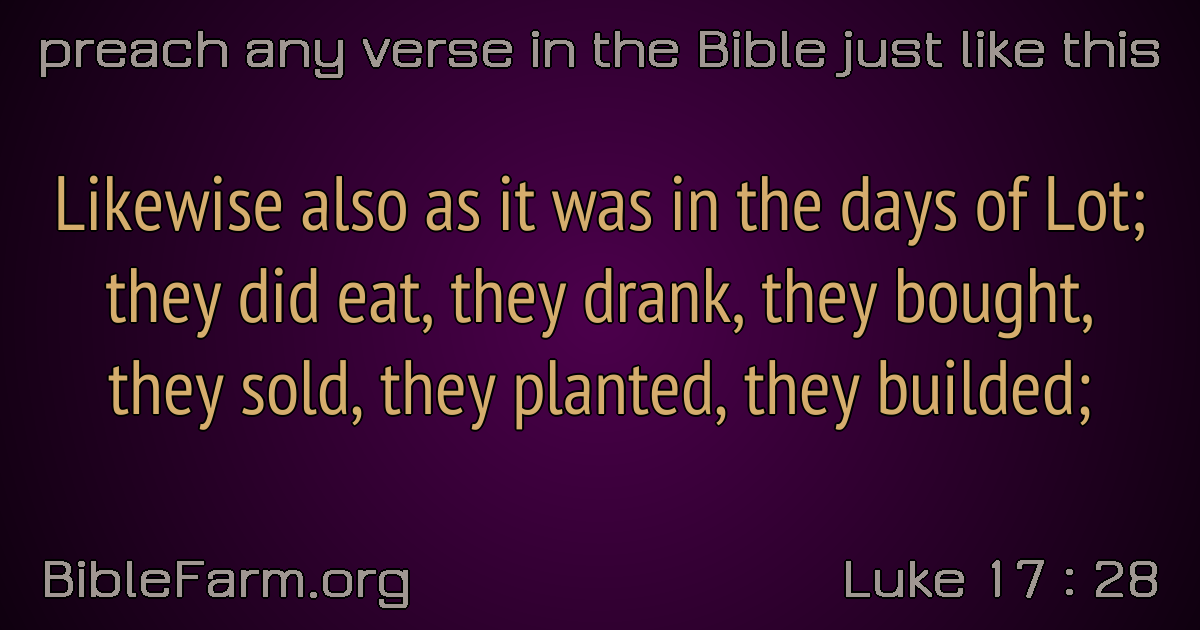 preach any verse in the Bible just like this
Likewise also as it was in the days of Lot;
they did eat, they drank, they bought,
they sold, they planted, they builded;
BibleFarm.org
Luke 17 : 28